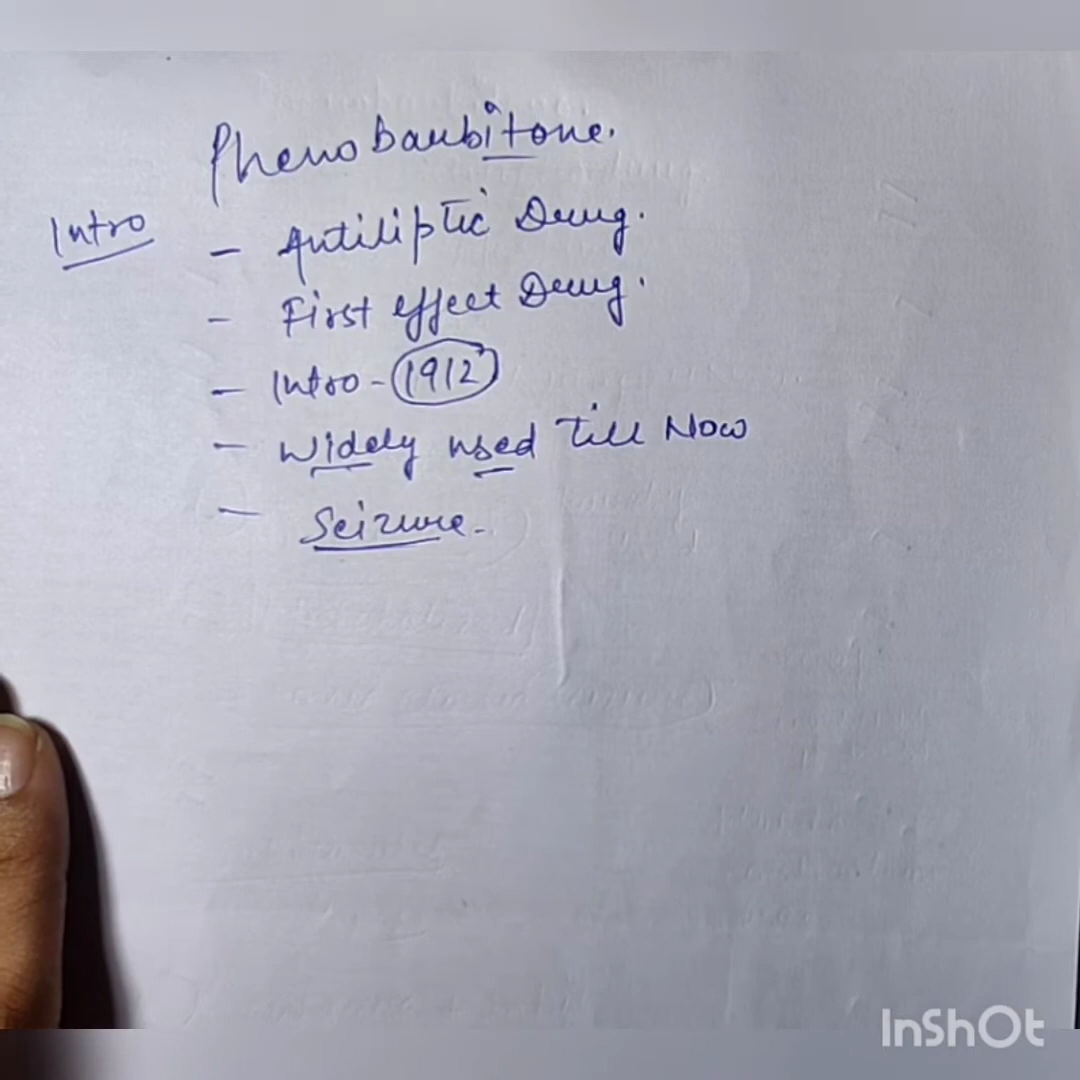 Phenobarbitone.
Intro
- Antiliptic Drug.
- First effect Drug.
- Intro - 1912
- Widely used Till Now
- Seizure.
InShOt